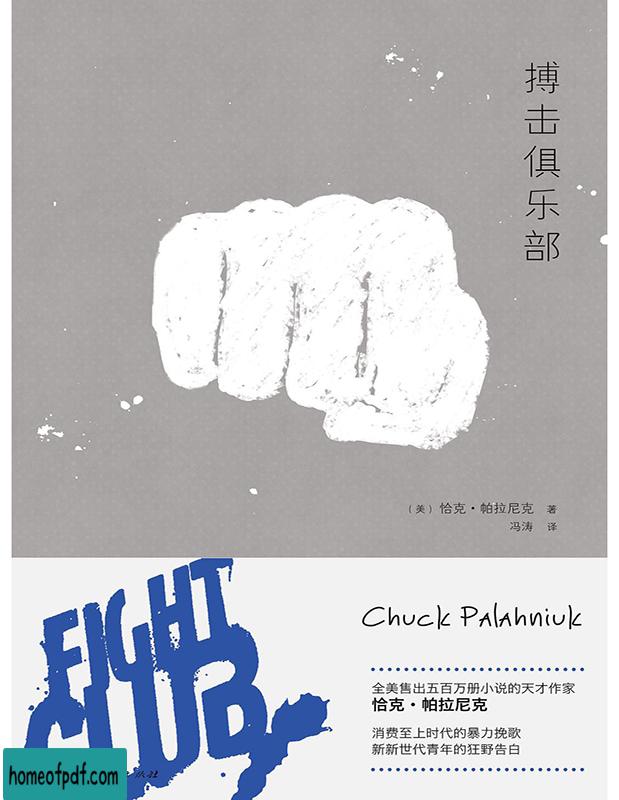 搏击俱乐部
（美）恰克·帕拉尼克 著
冯涛 译
FIGHT
CLUB
Chuck Palahniuk
全美售出五百万册小说的天才作家
恰克·帕拉尼克
消费至上时代的暴力挽歌
新新世代青年的狂野告白
homeofpdf.com